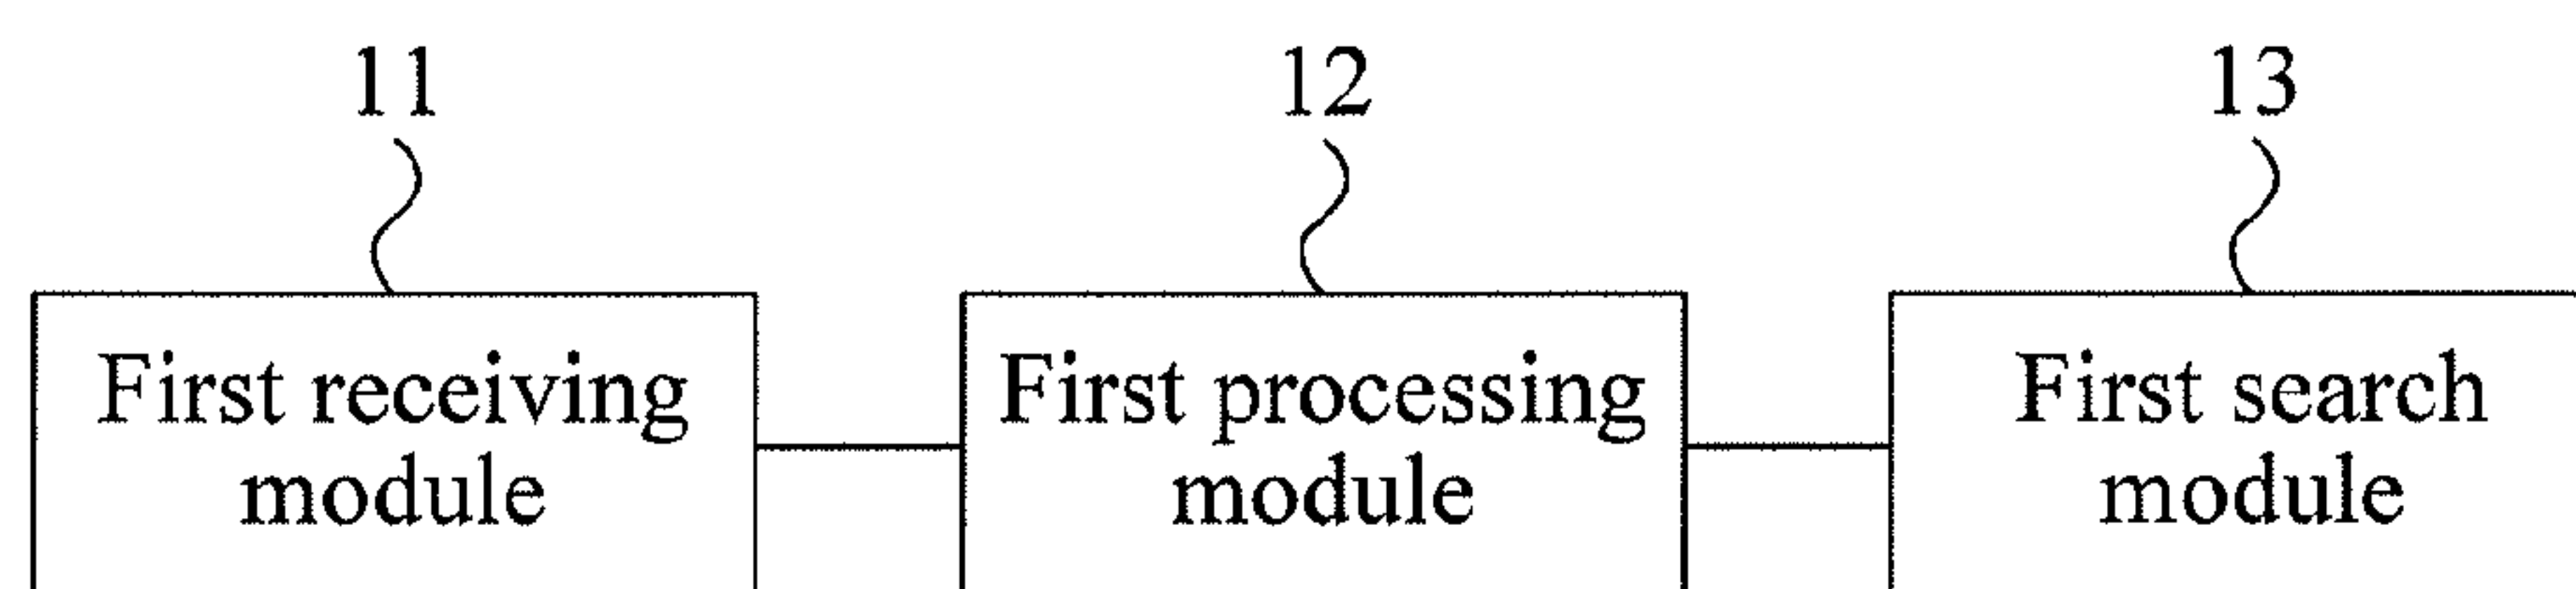 11
12
13
First receiving
module
First processing
module
First search
module